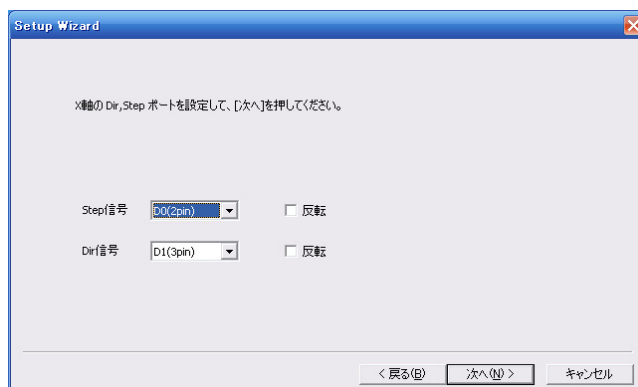 Setup Wizard
X軸の Dir,Step ポートを設定して、[次へ]を押してください。
Step信号 D0(2pin) 反転
Dir信号 D1(3pin) 反転
< 戻る(B) 次へ(N) > キャンセル